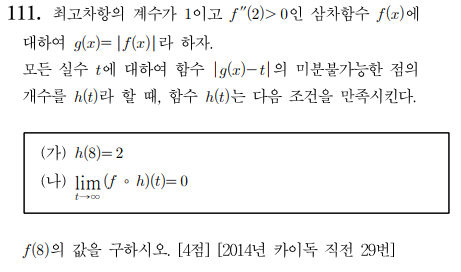 111. 최고차항의 계수가 1이고 f″(2)>0인 삼차함수 f(x)에
대하여 g(x)=|f(x)|라 하자.
모든 실수 t에 대하여 함수 |g(x)-t|의 미분불가능한 점의
개수를 h(t)라 할 때, 함수 h(t)는 다음 조건을 만족시킨다.
(가) h(8)=2
(나) lim t→∞ (f∘h)(t)=0
f(8)의 값을 구하시오. [4점] [2014년 카이독 직전 29번]